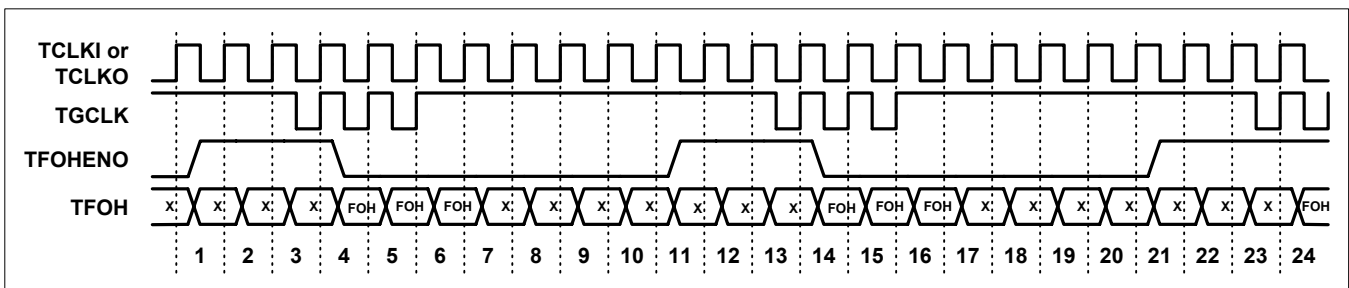 TCLKI or
TCLKO
TGCLK
TFOHENO
TFOH X X X X FOH FOH FOH X X X X X X X FOH FOH FOH X X X X X X X FOH
1 2 3 4 5 6 7 8 9 10 11 12 13 14 15 16 17 18 19 20 21 22 23 24